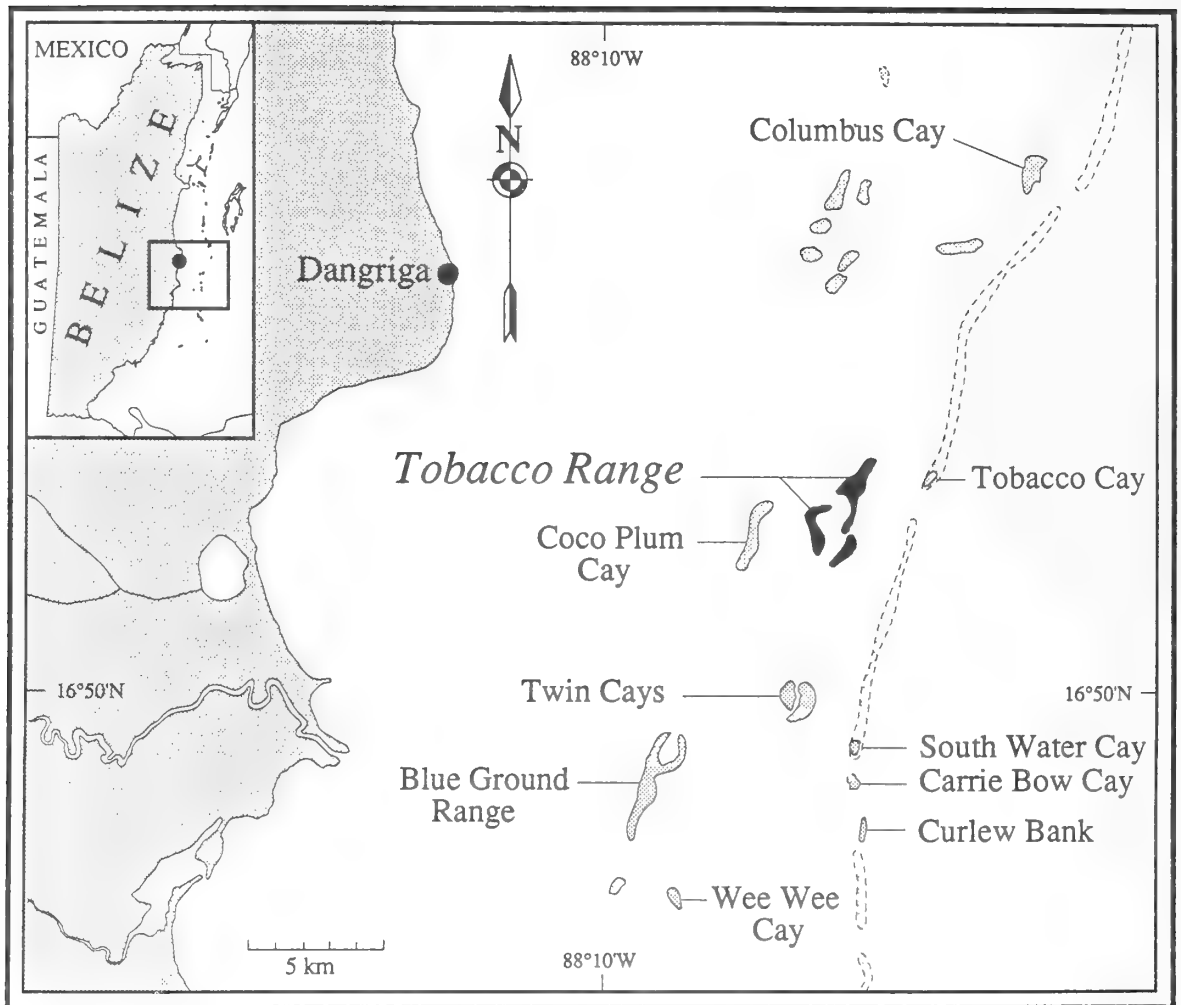 MEXICO
GUATEMALA
BELIZE
88°10'W
N
Columbus Cay
Dangriga
Tobacco Range
Tobacco Cay
Coco Plum
Cay
16°50'N
Twin Cays
16°50'N
South Water Cay
Blue Ground
Range
Carrie Bow Cay
Curlew Bank
Wee Wee
Cay
5 km
88°10'W